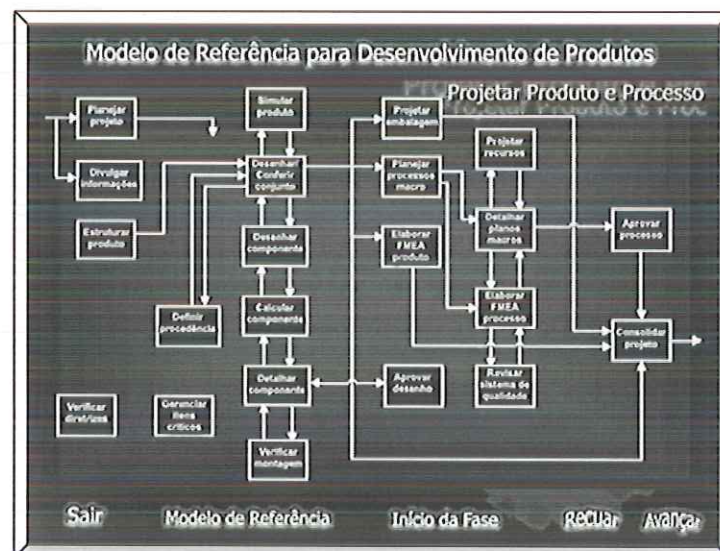 Modelo de Referência para Desenvolvimento de Produtos
Projetar Produto e Processo
Planejar
projeto
Divulgar
informações
Estruturar
produto
Definir
procedência
Verificar
diretrizes
Gerenciar
itens
críticos
Simular
produto
Desenhar/
Conferir
conjunto
Desenhar
componente
Calcular
componente
Detalhar
componente
Verificar
montagem
Projetar
embalagem
Planejar
processos
macro
Elaborar
FMEA
produto
Aprovar
desenho
Projetar
recursos
Detalhar
planos
macros
Elaborar
FMEA
processo
Revisar
sistema de
qualidade
Aprovar
processo
Consolidar
projeto
Sair
Modelo de Referência
Início da Fase
Recuar
Avançar